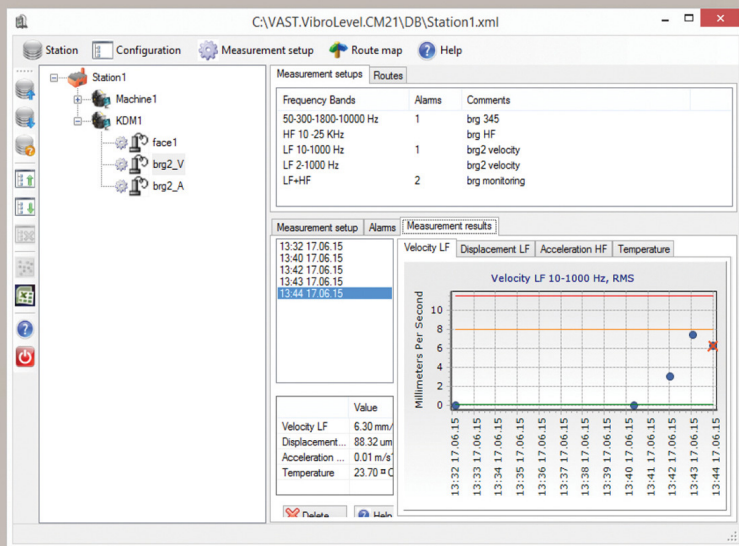 C:\VAST.VibroLevel.CM21\DB\Station1.xml
Station Configuration Measurement setup Route map Help
Station1
Machine1
KDM1
face1
brg2_V
brg2_A
Measurement setups Routes
Frequency Bands Alarms Comments
50-300-1800-10000 Hz 1 brg 345
HF 10 -25 KHz brg HF
LF 10-1000 Hz 1 brg2 velocity
LF 2-1000 Hz brg2 velocity
LF+HF 2 brg monitoring
Measurement setup Alarms Measurement results
13:32 17.06.15
13:40 17.06.15
13:42 17.06.15
13:43 17.06.15
13:44 17.06.15
Value
Velocity LF 6.30 mm/
Displacement... 88.32 um
Acceleration ... 0.01 m/s
Temperature 23.70 ¤ C
Delete Help
Velocity LF Displacement LF Acceleration HF Temperature
Velocity LF 10-1000 Hz, RMS
Millimeters Per Second
10
8
6
4
2
0
13:32 17.06.15
13:33 17.06.15
13:34 17.06.15
13:35 17.06.15
13:36 17.06.15
13:37 17.06.15
13:38 17.06.15
13:39 17.06.15
13:40 17.06.15
13:41 17.06.15
13:42 17.06.15
13:43 17.06.15
13:44 17.06.15